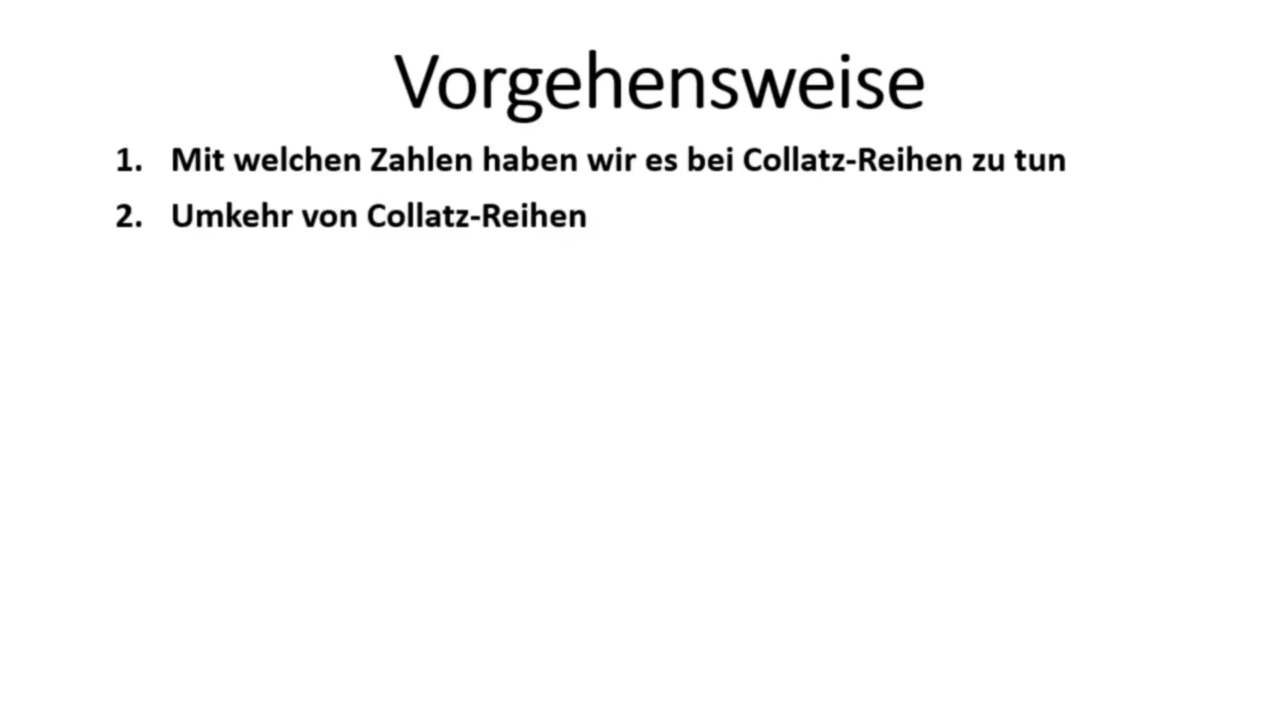 Vorgehensweise
1. Mit welchen Zahlen haben wir es bei Collatz-Reihen zu tun
2. Umkehr von Collatz-Reihen